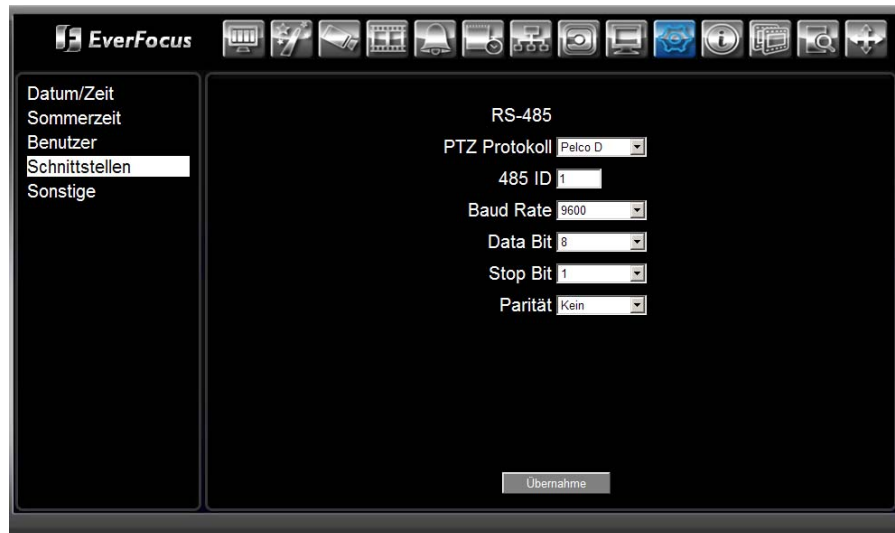 EverFocus
Datum/Zeit
Sommerzeit
Benutzer
Schnittstellen
Sonstige
RS-485
PTZ Protokoll Pelco D
485 ID 1
Baud Rate 9600
Data Bit 8
Stop Bit 1
Parität Kein
Übernahme